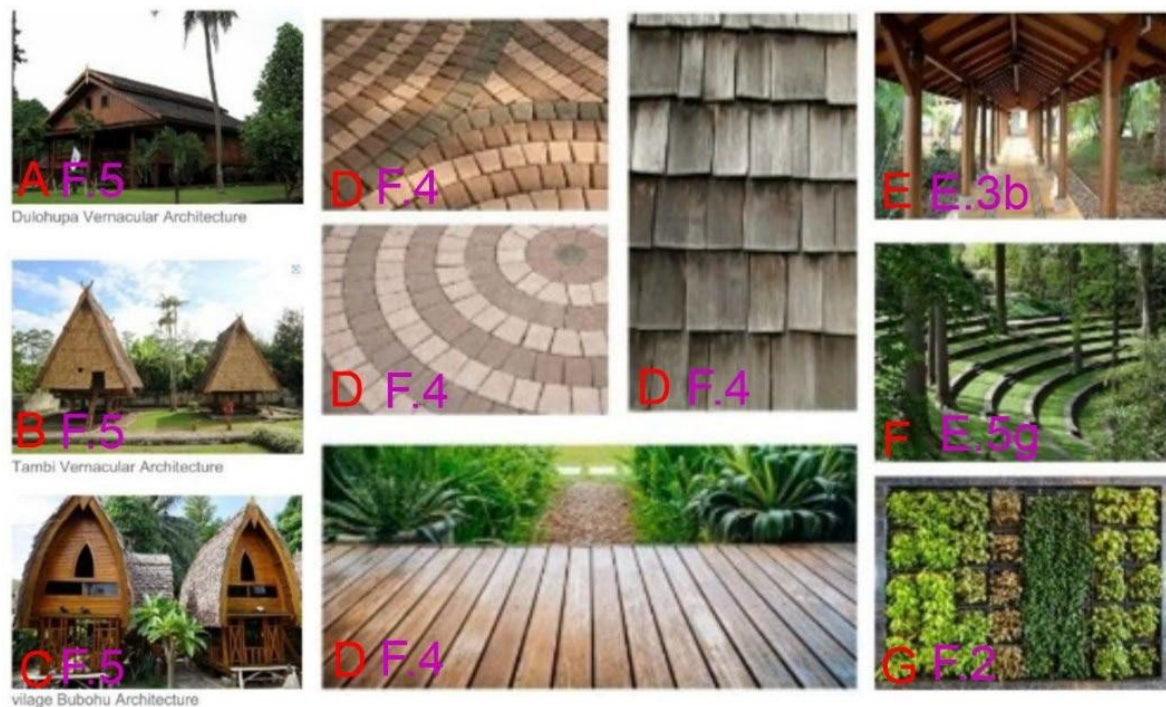 A F.5
Dulohupa Vernacular Architecture
B F.5
Tambi Vernacular Architecture
C F.5
vilage Bubohu Architecture
D F.4
D F.4
D F.4
D F.4
E E.3b
F E.5g
G F.2